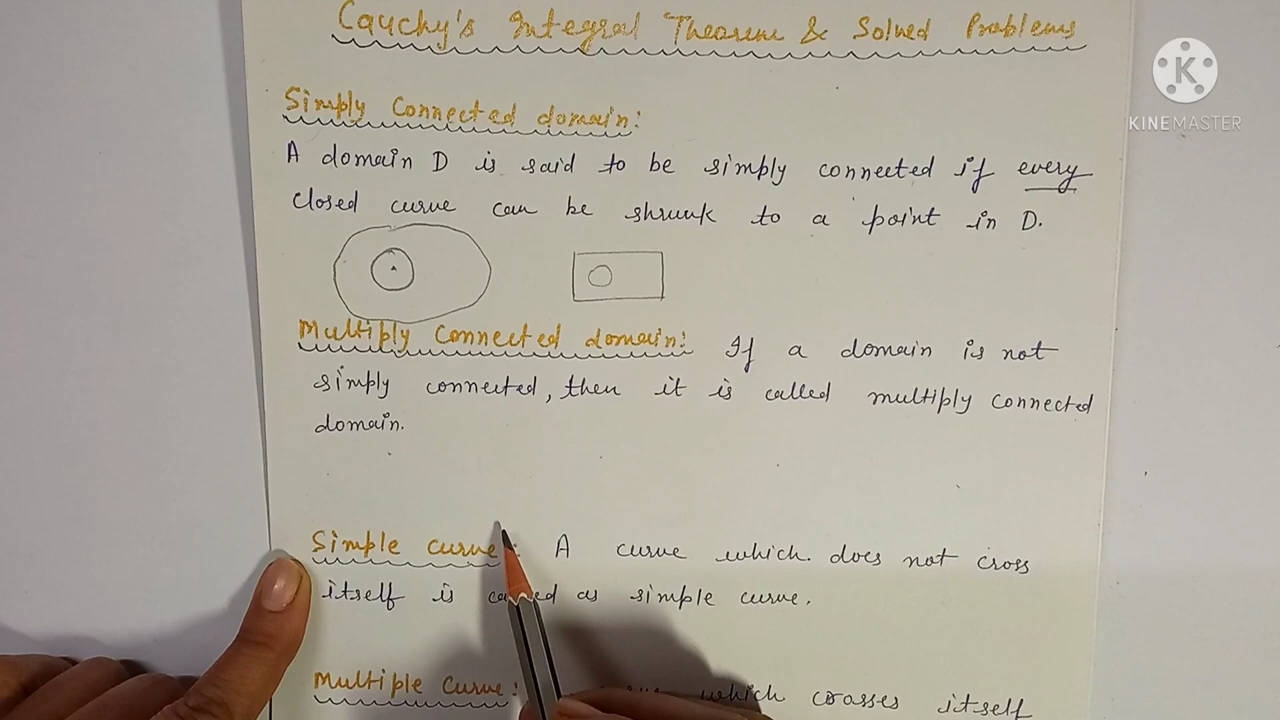 Cauchy's Integral Theorem & Solved Problems
K
KINEMASTER
Simply Connected domain:
A domain D is said to be simply connected if every
closed curve can be shrunk to a point in D.
Multiply Connected domain: If a domain is not
simply connected, then it is called multiply connected
domain.
Simple curve: A curve which does not cross
itself is called as simple curve.
Multiple Curve: which crosses itself